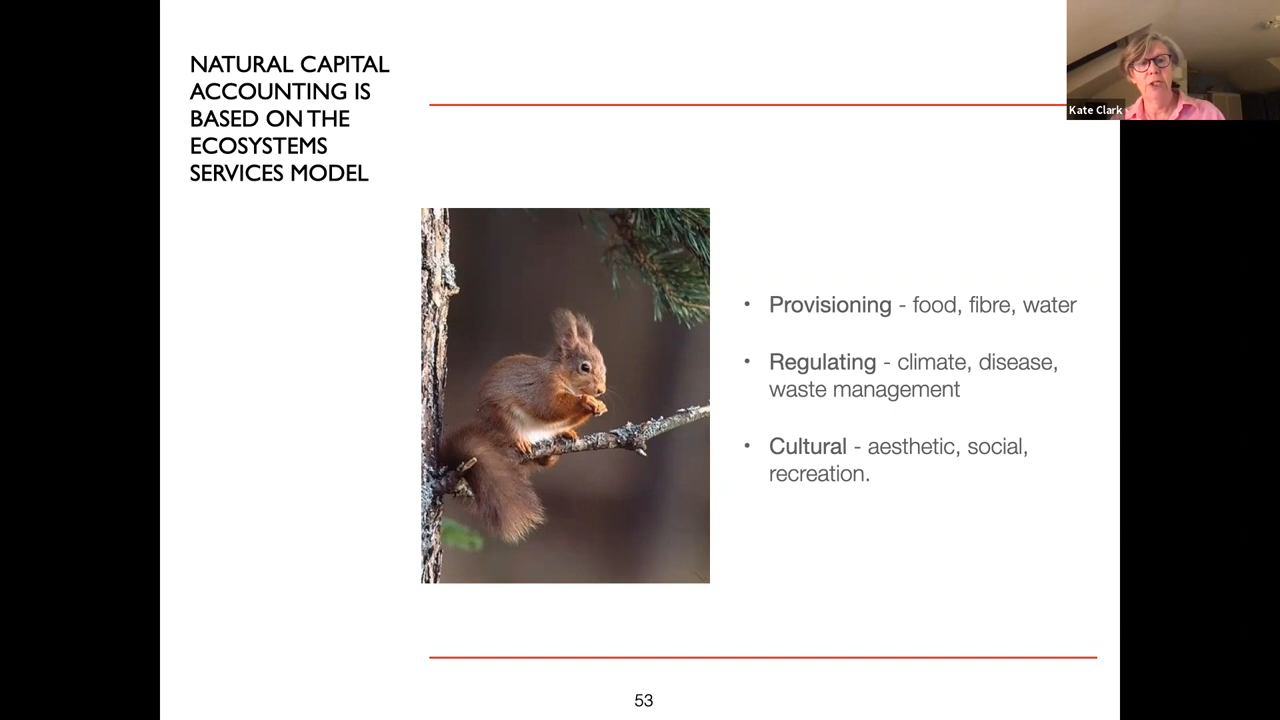 NATURAL CAPITAL
ACCOUNTING IS
BASED ON THE
ECOSYSTEMS
SERVICES MODEL
Kate Clark
• Provisioning - food, fibre, water
• Regulating - climate, disease,
waste management
• Cultural - aesthetic, social,
recreation.
53